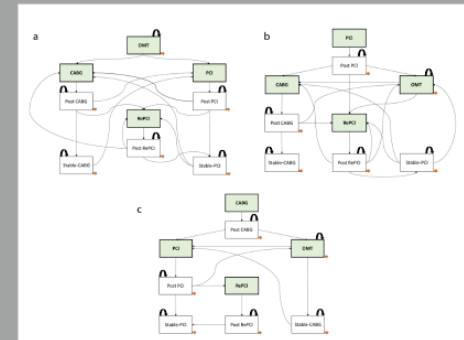 a
OMT
CABG
PCI
Post CABG
Post PCI
RePCI
Post RePCI
Stable-CABG
Stable-PCI
b
PCI
Post PCI
CABG
OMT
Post CABG
RePCI
Stable-CABG
Post RePCI
Stable-PCI
c
CABG
Post CABG
PCI
OMT
Post PCI
RePCI
Stable-PCI
Post RePCI
Stable-CABG